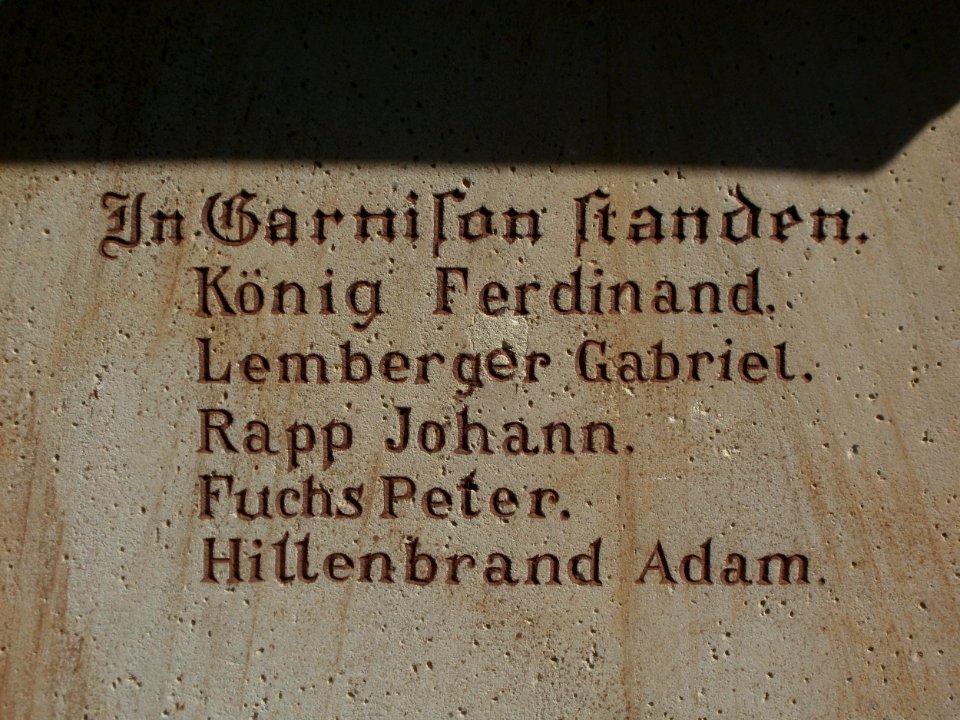 In Garniſon ſtanden.
König Ferdinand.
Lemberger Gabriel.
Rapp Johann.
Fuchs Peter.
Hillenbrand Adam.